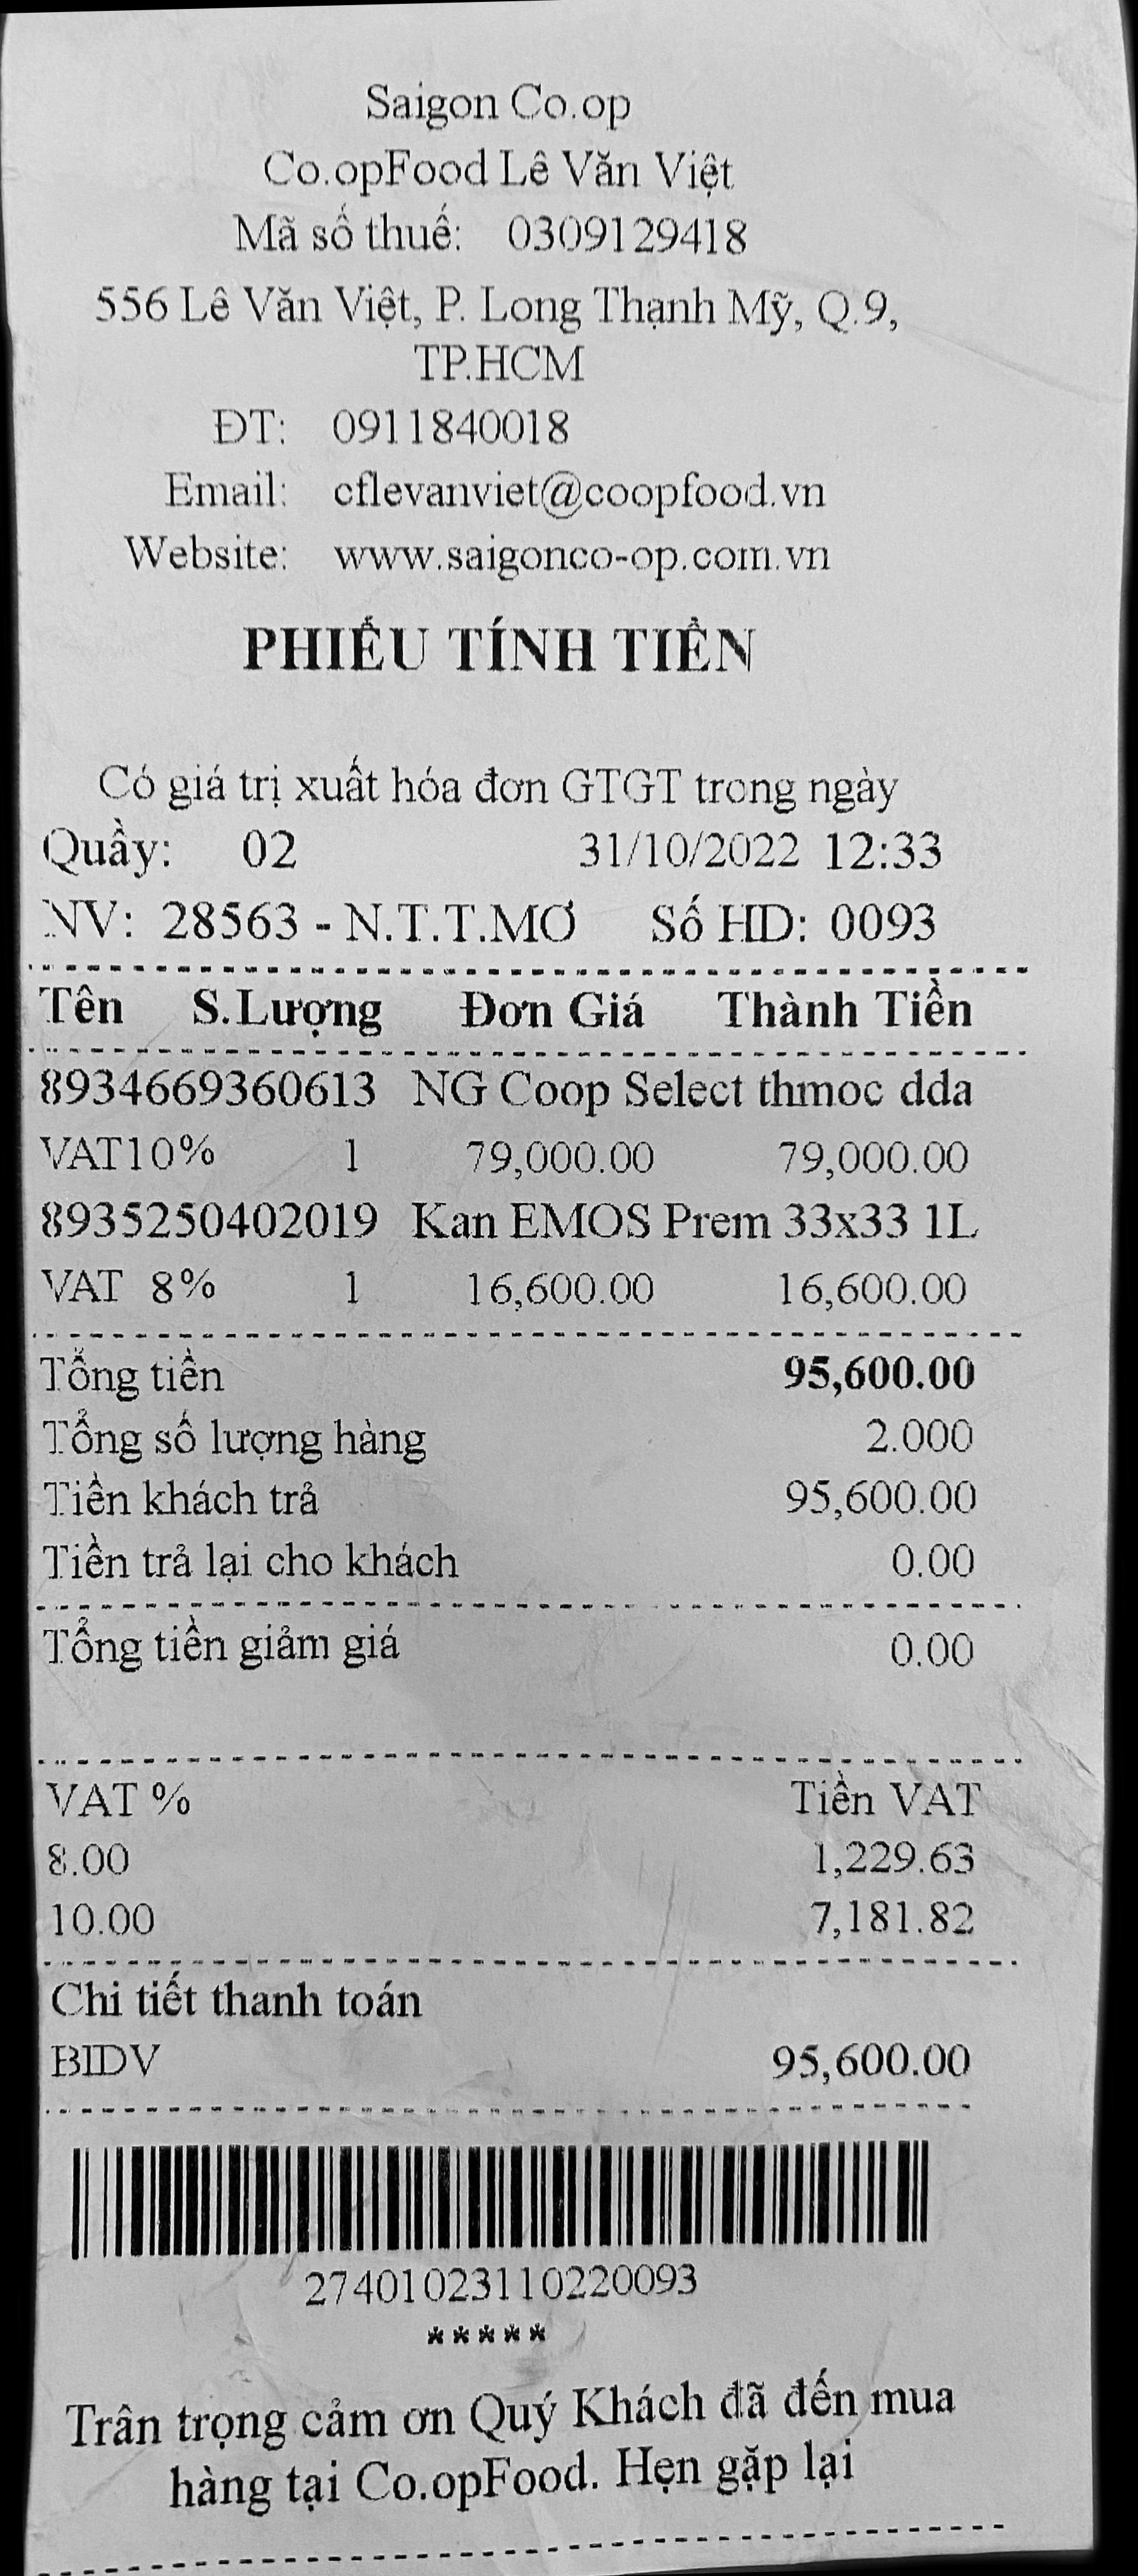 Saigon Co.op
Co.opFood Lê Văn Việt
Mã số thuế: 0309129418
556 Lê Văn Việt, P. Long Thạnh Mỹ, Q.9,
TP.HCM
ĐT: 0911840018
Email: cflevanviet@coopfood.vn
Website: www.saigonco-op.com.vn
PHIẾU TÍNH TIỀN
Có giá trị xuất hóa đơn GTGT trong ngày
Quầy: 02 31/10/2022 12:33
NV: 28563 - N.T.T.MƠ Số HD: 0093
Tên S.Lượng Đơn Giá Thành Tiền
8934669360613 NG Coop Select thmoc dda
VAT10% 1 79,000.00 79,000.00
8935250402019 Kan EMOS Prem 33x33 1L
VAT 8% 1 16,600.00 16,600.00
Tổng tiền 95,600.00
Tổng số lượng hàng 2.000
Tiền khách trả 95,600.00
Tiền trả lại cho khách 0.00
Tổng tiền giảm giá 0.00
VAT % Tiền VAT
8.00 1,229.63
10.00 7,181.82
Chi tiết thanh toán
BIDV 95,600.00
27401023110220093
*****
Trân trọng cảm ơn Quý Khách đã đến mua
hàng tại Co.opFood. Hẹn gặp lại